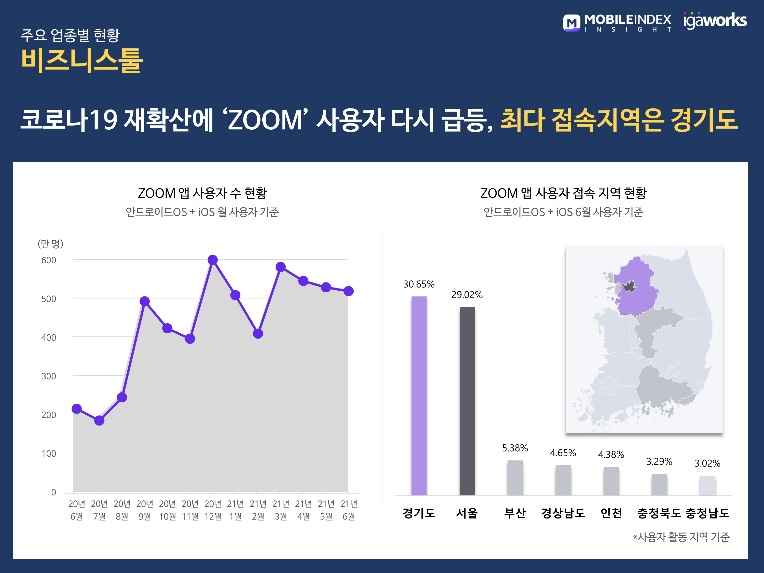 주요 업종별 현황
비즈니스툴
MOBILEINDEX
INSIGHT
igaworks
코로나19 재확산에 ‘ZOOM’ 사용자 다시 급등, 최다 접속지역은 경기도
ZOOM 앱 사용자 수 현황
안드로이드OS + iOS 월 사용자 기준
(만 명)
600
500
400
300
200
100
0
20년 6월
20년 7월
20년 8월
20년 9월
20년 10월
20년 11월
20년 12월
21년 1월
21년 2월
21년 3월
21년 4월
21년 5월
21년 6월
ZOOM 앱 사용자 접속 지역 현황
안드로이드OS + iOS 6월 사용자 기준
30.65%
29.02%
5.38%
4.65%
4.38%
3.29%
3.02%
경기도 서울 부산 경상남도 인천 충청북도 충청남도
*사용자 활동 지역 기준